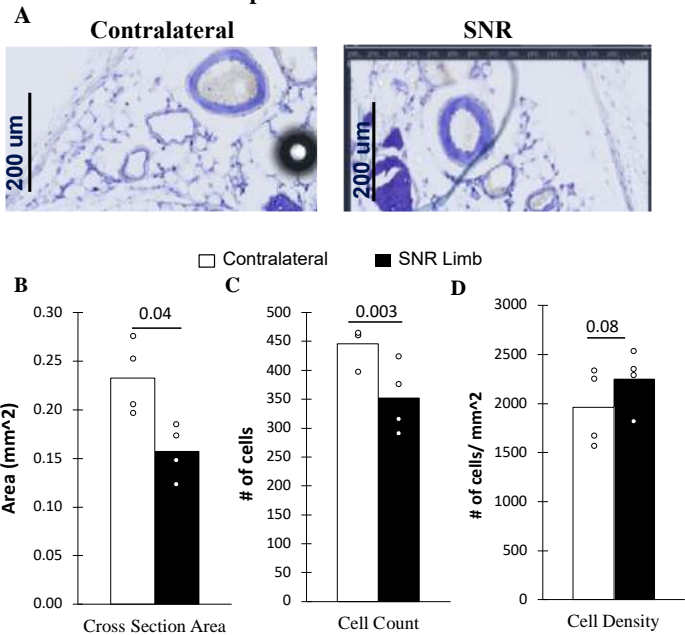 A
Contralateral
SNR
200 um
200 um
Contralateral
SNR Limb
B
0.04
0.30
0.25
0.20
0.15
0.10
0.05
0.00
Area (mm^2)
Cross Section Area
C
0.003
500
450
400
350
300
250
200
150
100
50
0
# of cells
Cell Count
D
0.08
3000
2500
2000
1500
1000
500
0
# of cells/ mm^2
Cell Density